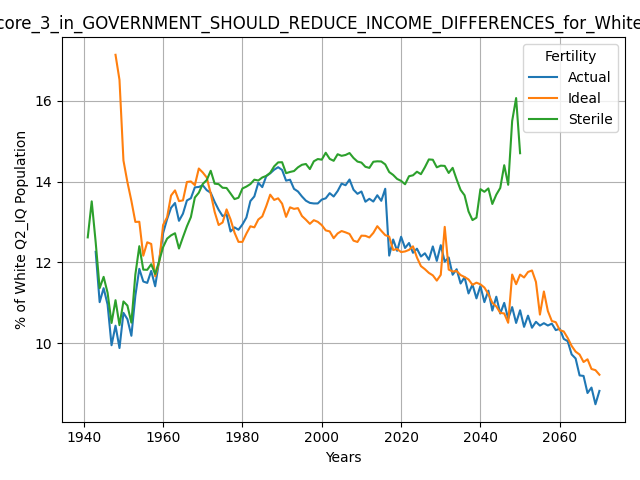 core_3_in_GOVERNMENT_SHOULD_REDUCE_INCOME_DIFFERENCES_for_White
Fertility
Actual
Ideal
Sterile
% of White Q2_IQ Population
16
14
12
10
1940 1960 1980 2000 2020 2040 2060
Years